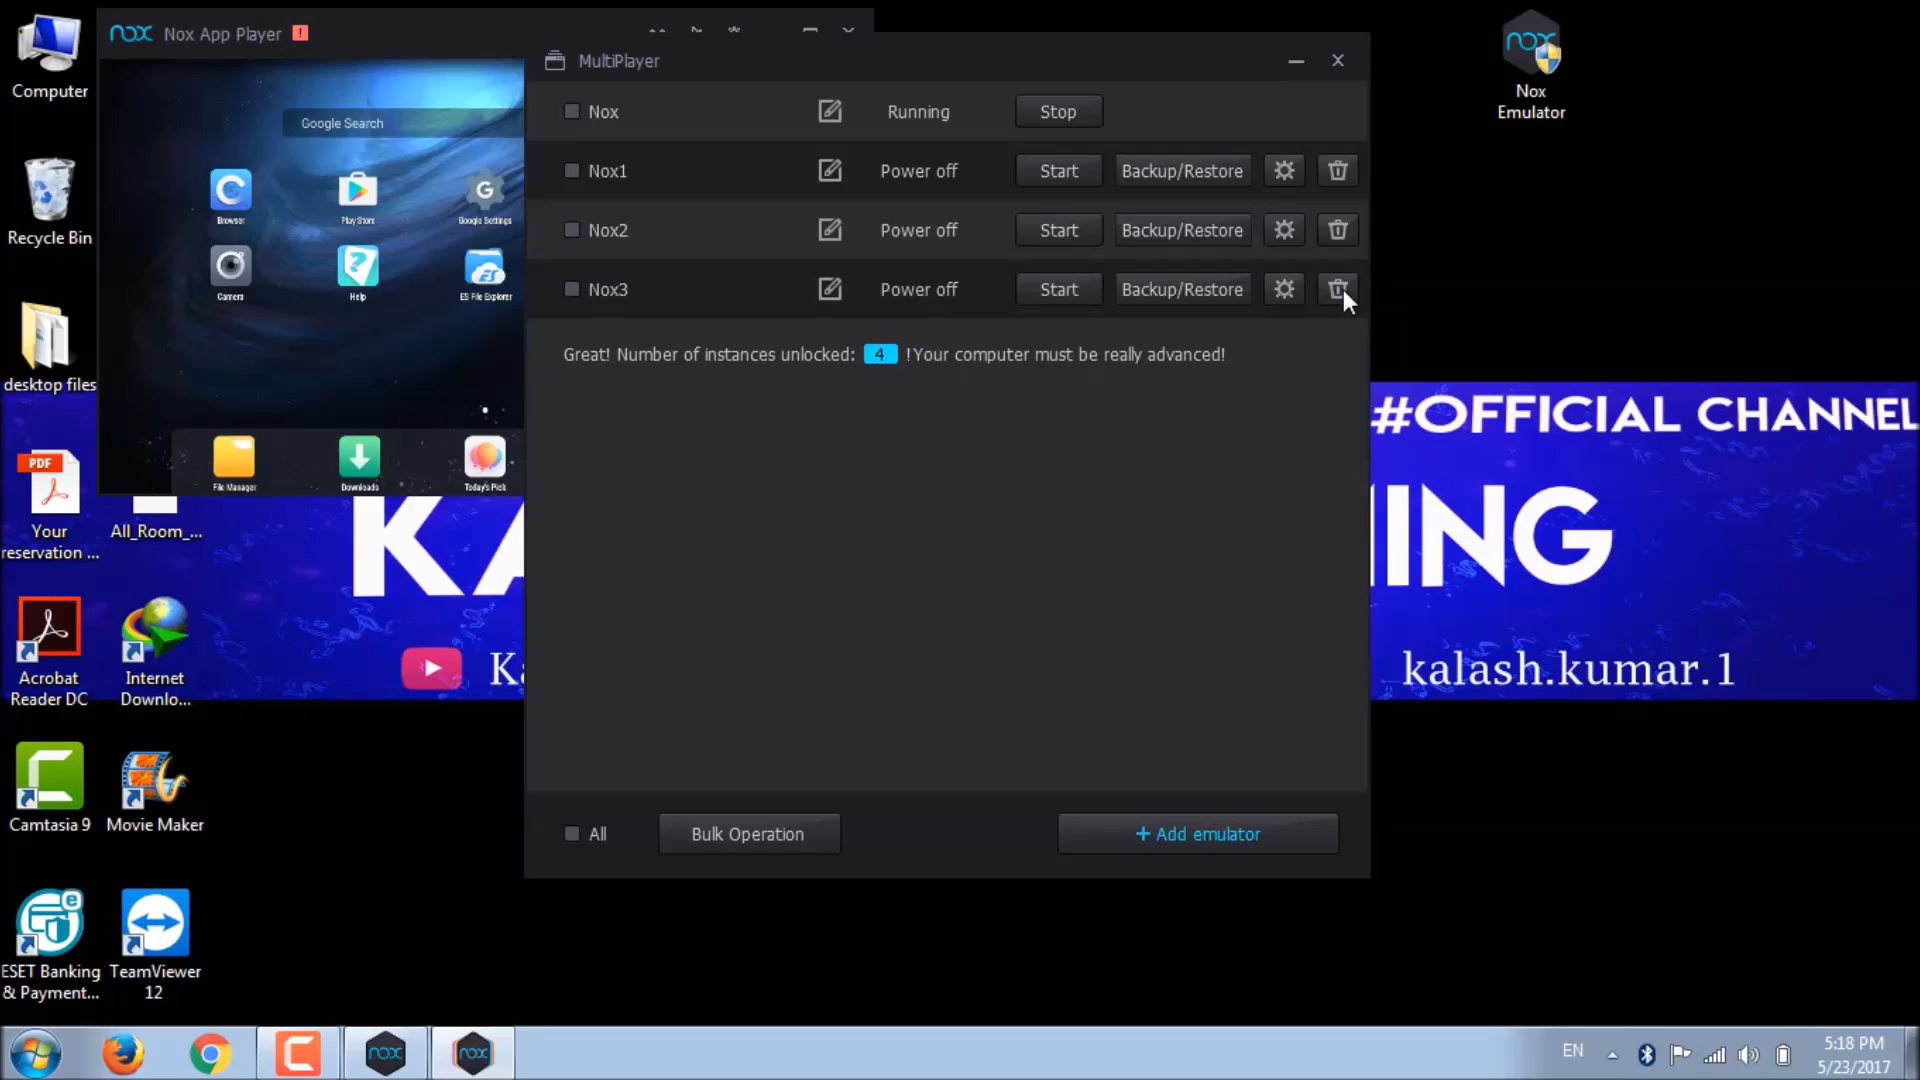 Computer
Recycle Bin
desktop files
PDF
Your
reservation ...
All_Room_...
Acrobat
Reader DC
Internet
Downlo...
Camtasia 9
Movie Maker
ESET Banking
& Payment...
TeamViewer
12
nox Nox App Player !
Google Search
Browser
Play Store
Google Settings
Camera
Help
ES File Explorer
File Manager
Downloads
Today's Pick
MultiPlayer
Nox Running Stop
Nox1 Power off Start Backup/Restore
Nox2 Power off Start Backup/Restore
Nox3 Power off Start Backup/Restore
Great! Number of instances unlocked: 4 !Your computer must be really advanced!
All Bulk Operation + Add emulator
nox
Nox
Emulator
#OFFICIAL CHANNEL
KA
ING
Ka
kalash.kumar.1
nox
nox
EN
5:18 PM
5/23/2017